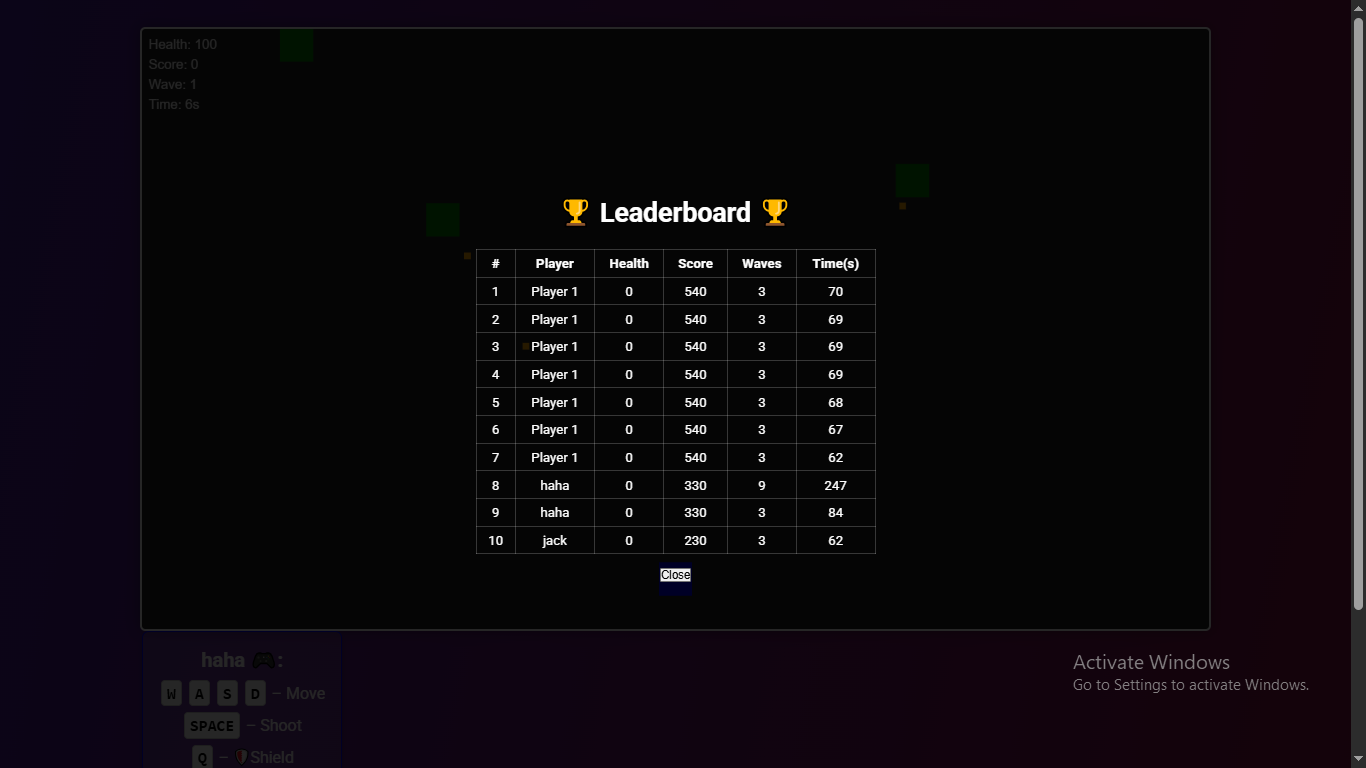 Health: 100
Score: 0
Wave: 1
Time: 6s
🏆 Leaderboard 🏆
# Player Health Score Waves Time(s)
1 Player 1 0 540 3 70
2 Player 1 0 540 3 69
3 Player 1 0 540 3 69
4 Player 1 0 540 3 69
5 Player 1 0 540 3 68
6 Player 1 0 540 3 67
7 Player 1 0 540 3 62
8 haha 0 330 9 247
9 haha 0 330 3 84
10 jack 0 230 3 62
Close
haha 🎮:
W A S D – Move
SPACE – Shoot
Q – 🛡Shield
Activate Windows
Go to Settings to activate Windows.